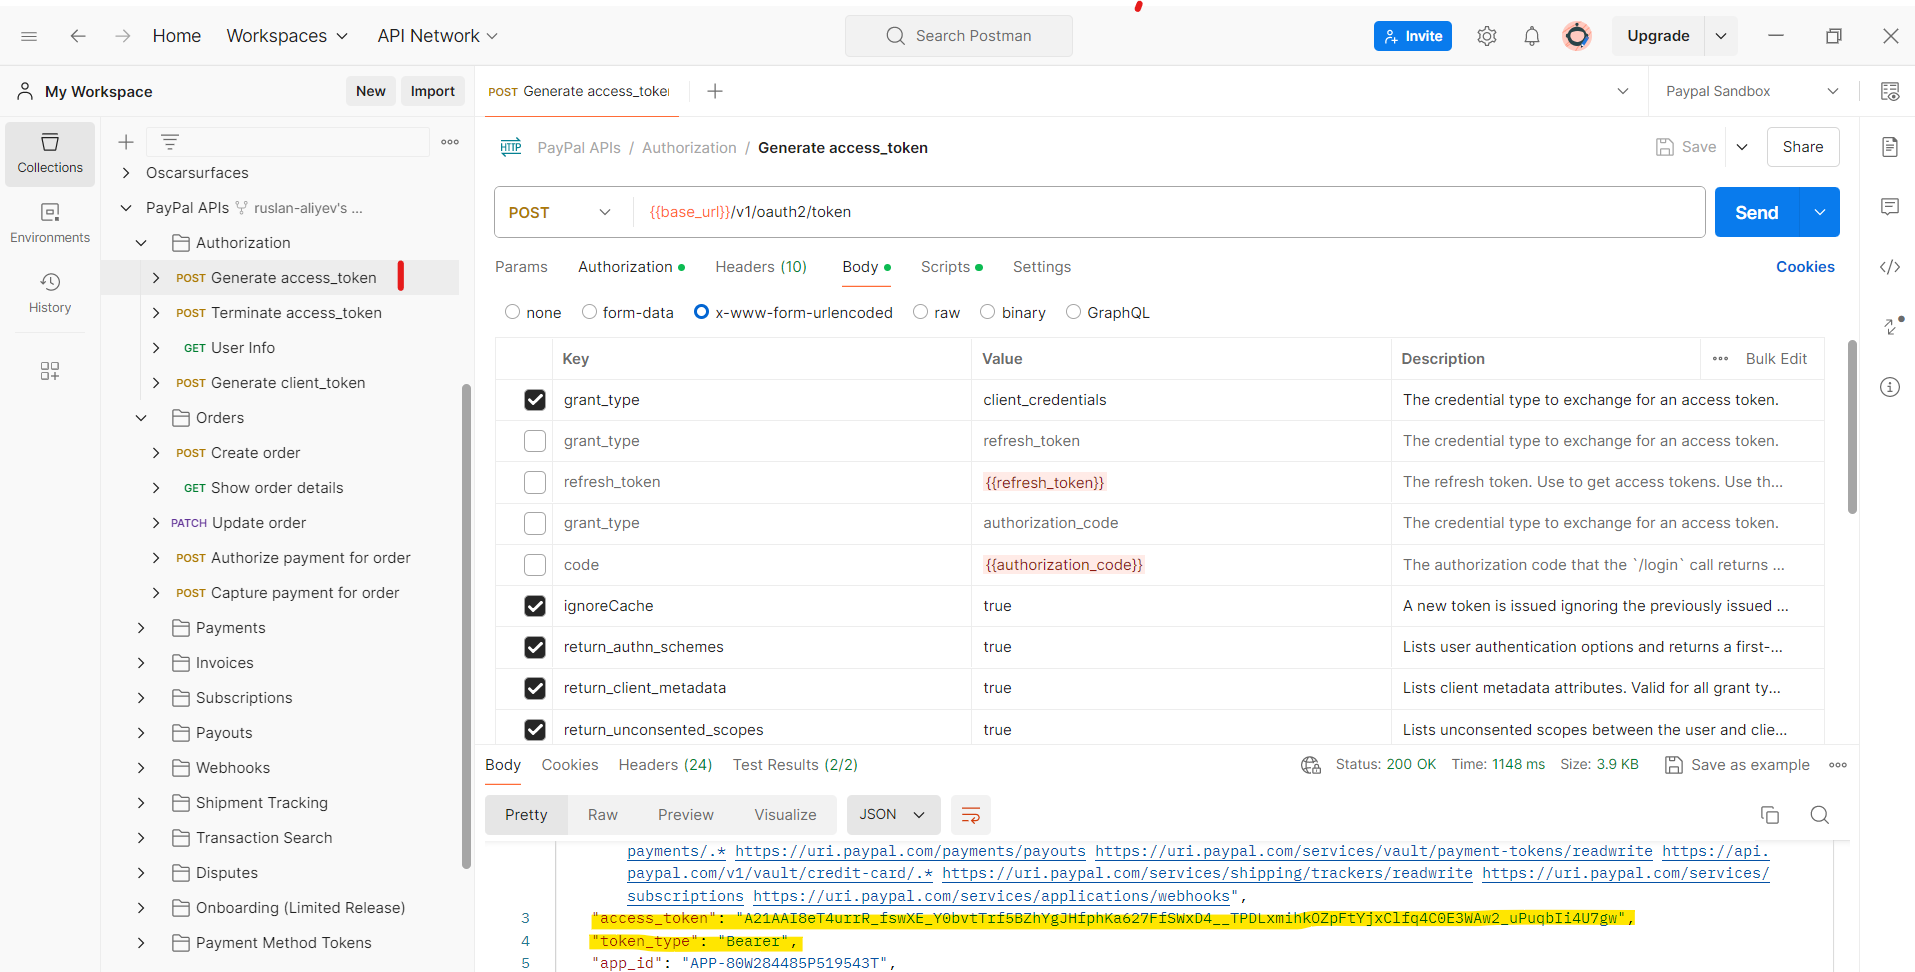 Home
Workspaces
API Network
Search Postman
Invite
Upgrade
My Workspace
New
Import
POST Generate access_toke
Paypal Sandbox
Collections
Environments
History
Oscarsurfaces
PayPal APIs ruslan-aliyev's ...
Authorization
POST Generate access_token
POST Terminate access_token
GET User Info
POST Generate client_token
Orders
POST Create order
GET Show order details
PATCH Update order
POST Authorize payment for order
POST Capture payment for order
Payments
Invoices
Subscriptions
Payouts
Webhooks
Shipment Tracking
Transaction Search
Disputes
Onboarding (Limited Release)
Payment Method Tokens
HTTP PayPal APIs / Authorization / Generate access_token
Save
Share
POST {{base_url}}/v1/oauth2/token
Send
Params Authorization Headers (10) Body Scripts Settings Cookies
none form-data x-www-form-urlencoded raw binary GraphQL
Key Value Description Bulk Edit
grant_type client_credentials The credential type to exchange for an access token.
grant_type refresh_token The credential type to exchange for an access token.
refresh_token {{refresh_token}} The refresh token. Use to get access tokens. Use th...
grant_type authorization_code The credential type to exchange for an access token.
code {{authorization_code}} The authorization code that the `/login` call returns ...
ignoreCache true A new token is issued ignoring the previously issued ...
return_authn_schemes true Lists user authentication options and returns a first-...
return_client_metadata true Lists client metadata attributes. Valid for all grant ty...
return_unconsented_scopes true Lists unconsented scopes between the user and clie...
Body Cookies Headers (24) Test Results (2/2) Status: 200 OK Time: 1148 ms Size: 3.9 KB Save as example
Pretty Raw Preview Visualize JSON
payments/.* https://uri.paypal.com/payments/payouts https://uri.paypal.com/services/vault/payment-tokens/readwrite https://api.
paypal.com/v1/vault/credit-card/.* https://uri.paypal.com/services/shipping/trackers/readwrite https://uri.paypal.com/services/
subscriptions https://uri.paypal.com/services/applications/webhooks",
3 "access_token": "A21AAI8eT4urrR_fswXE_Y0bvtTrf5BZhYgJHfphKa627FfSWxD4__TPDLxmihkOZpFtYjxClfq4C0E3WAw2_uPuqbIi4U7gw",
4 "token_type": "Bearer",
5 "app_id": "APP-80W284485P519543T",